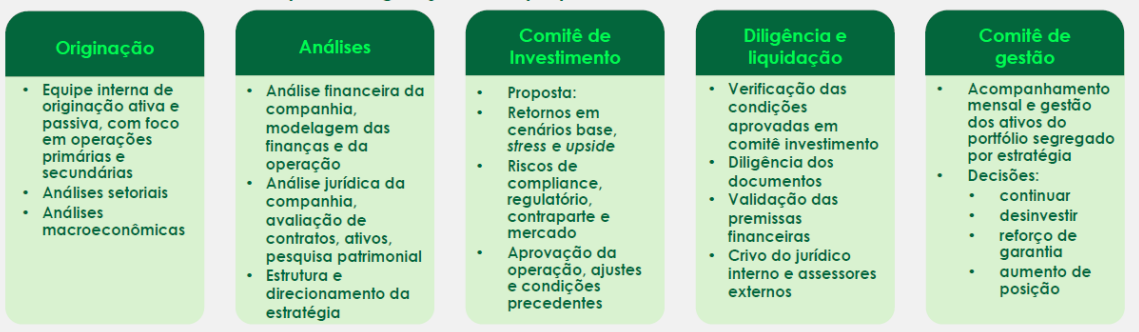 Originação
• Equipe interna de
originação ativa e
passiva, com foco
em operações
primárias e
secundárias
• Análises setoriais
• Análises
macroeconômicas
Análises
• Análise financeira da
companhia,
modelagem das
finanças e da
operação
• Análise jurídica da
companhia,
avaliação de
contratos, ativos,
pesquisa patrimonial
• Estrutura e
direcionamento da
estratégia
Comitê de
Investimento
• Proposta:
• Retornos em
cenários base,
stress e upside
• Riscos de
compliance,
regulatório,
contraparte e
mercado
• Aprovação da
operação, ajustes
e condições
precedentes
Diligência e
liquidação
• Verificação das
condições
aprovadas em
comitê investimento
• Diligência dos
documentos
• Validação das
premissas
financeiras
• Crivo do jurídico
interno e assessores
externos
Comitê de
gestão
• Acompanhamento
mensal e gestão
dos ativos do
portfólio segregado
por estratégia
• Decisões:
• continuar
• desinvestir
• reforço de
garantia
• aumento de
posição